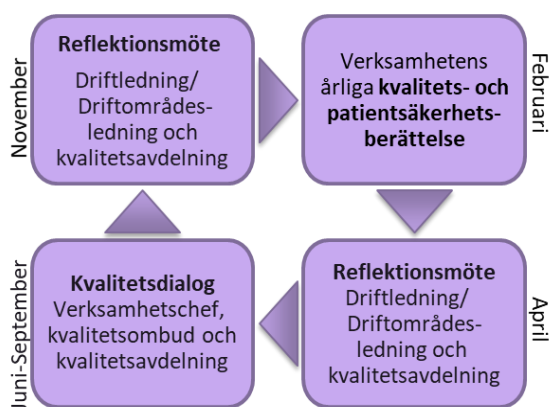 November
Reflektionsmöte
Driftledning/
Driftområdes-
ledning och
kvalitetsavdelning
Februari
Verksamhetens
årliga kvalitets- och
patientsäkerhets-
berättelse
Juni-September
Kvalitetsdialog
Verksamhetschef,
kvalitetsombud och
kvalitetsavdelning
April
Reflektionsmöte
Driftledning/
Driftområdes-
ledning och
kvalitetsavdelning